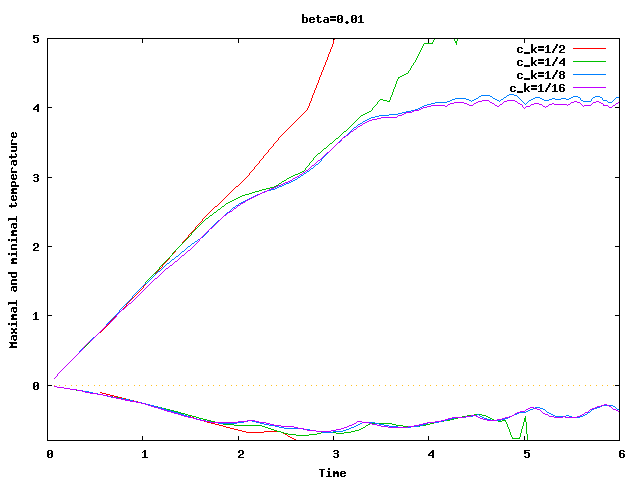 beta=0.01
5
c_k=1/2
c_k=1/4
c_k=1/8
c_k=1/16
4
3
2
1
0
Maximal and minimal temperature
0 1 2 3 4 5 6
Time